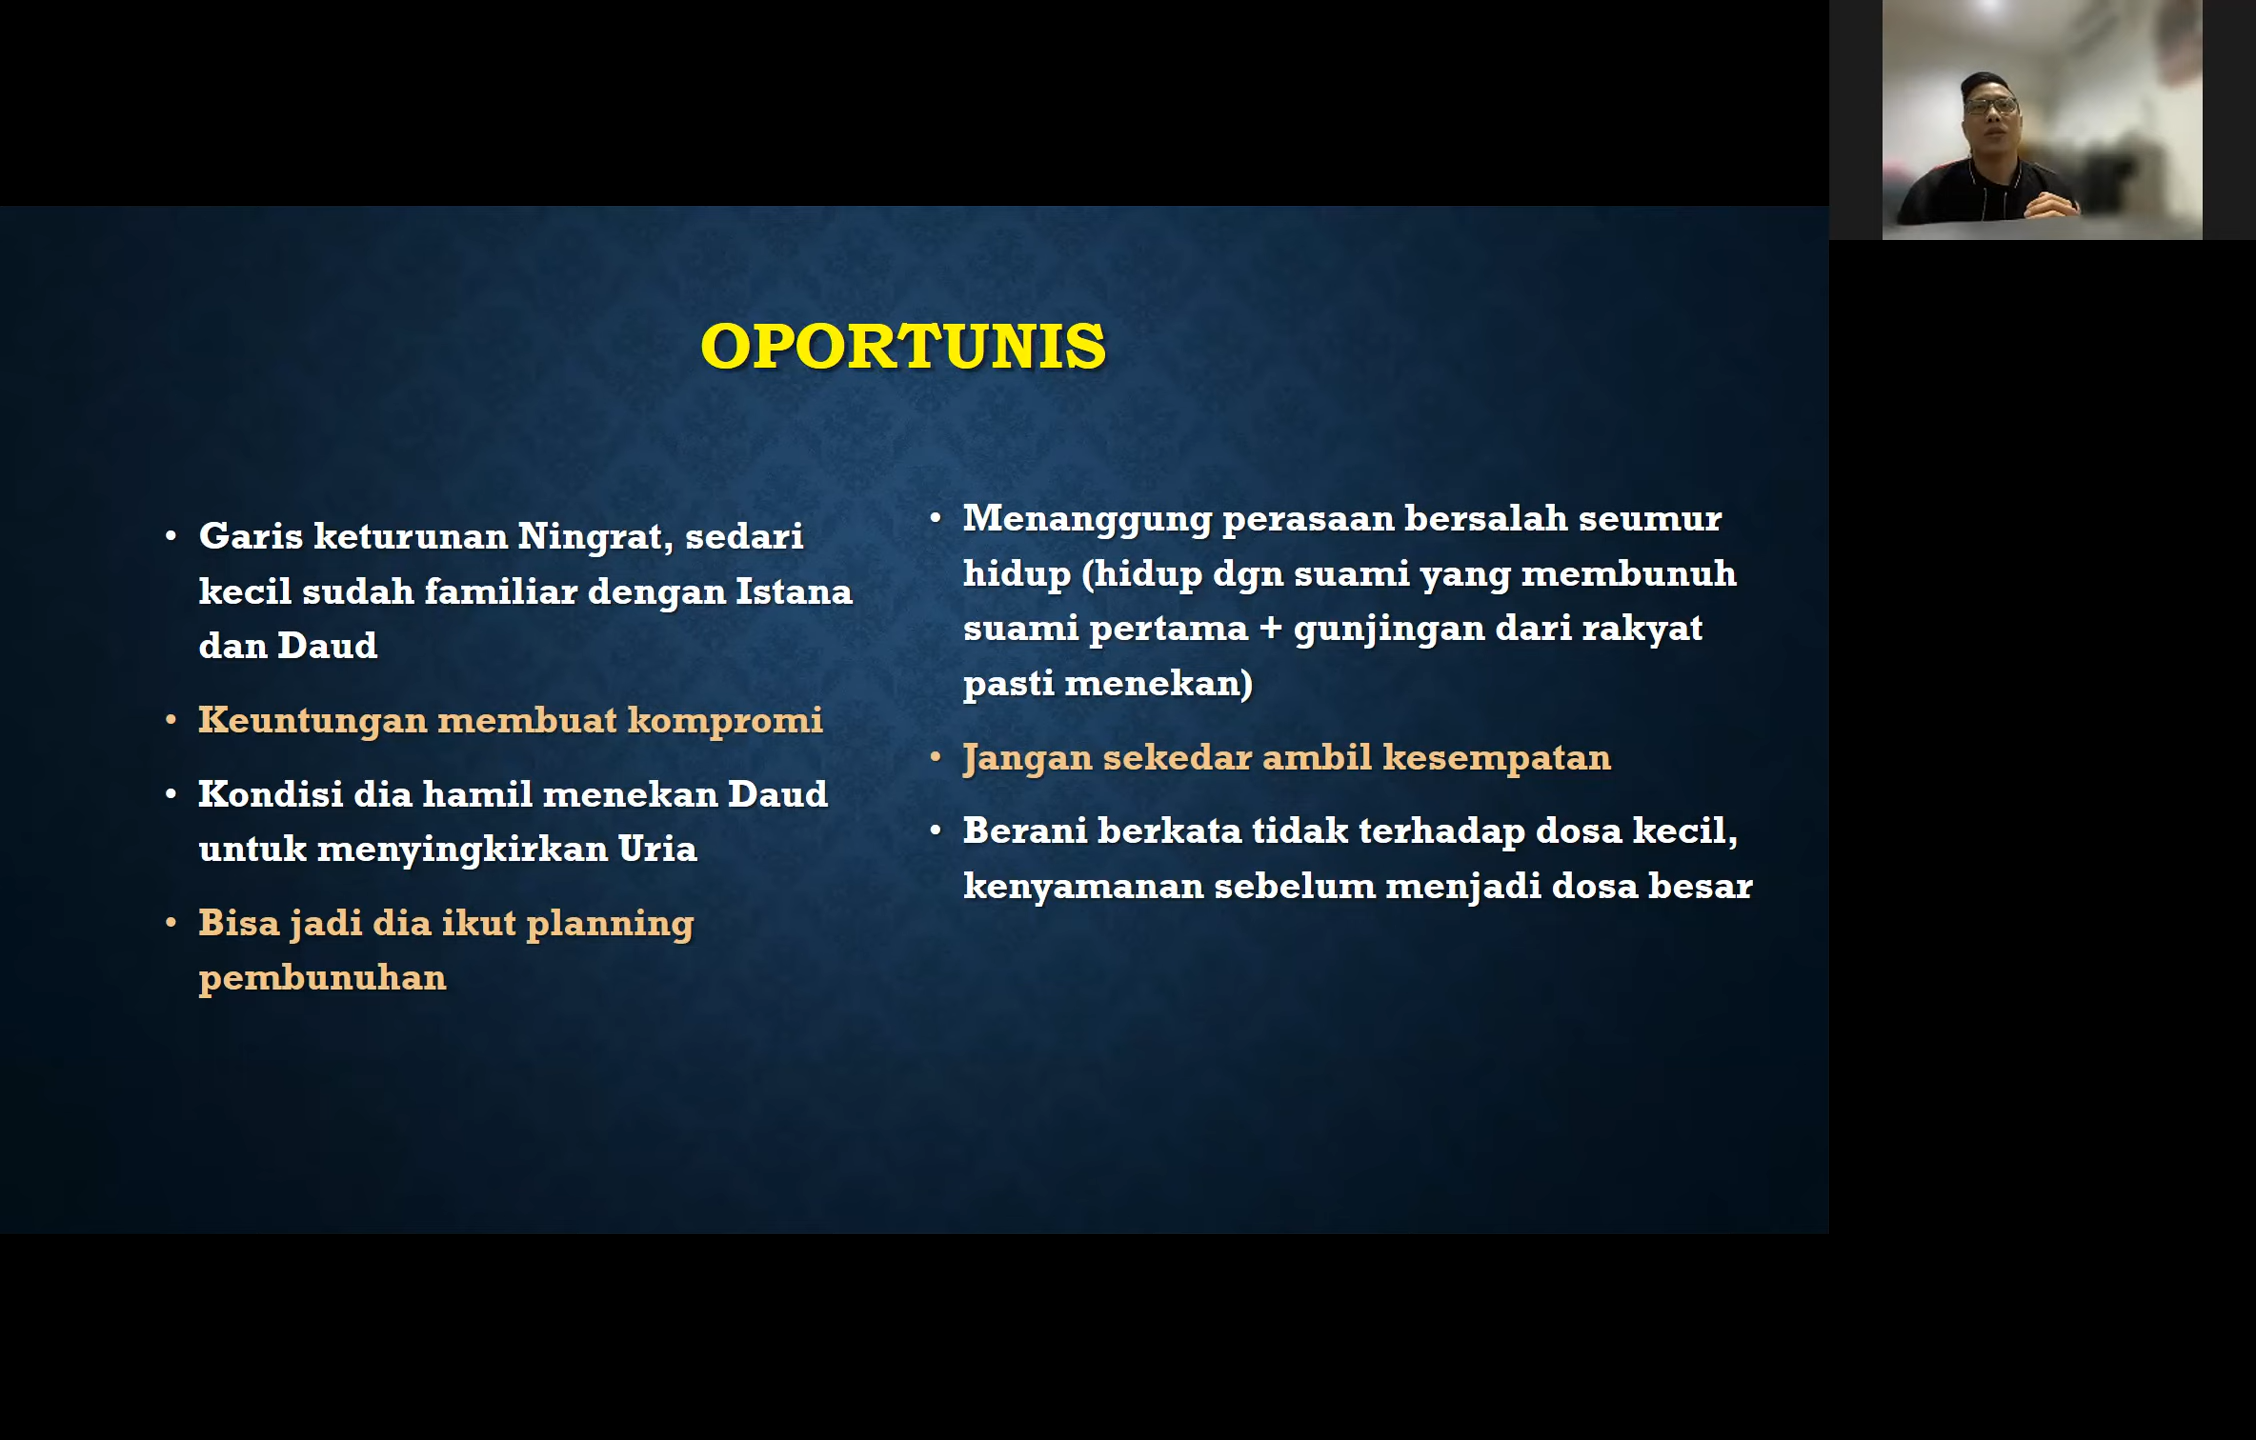 OPORTUNIS
• Garis keturunan Ningrat, sedari
kecil sudah familiar dengan Istana
dan Daud
• Keuntungan membuat kompromi
• Kondisi dia hamil menekan Daud
untuk menyingkirkan Uria
• Bisa jadi dia ikut planning
pembunuhan
• Menanggung perasaan bersalah seumur
hidup (hidup dgn suami yang membunuh
suami pertama + gunjingan dari rakyat
pasti menekan)
• Jangan sekedar ambil kesempatan
• Berani berkata tidak terhadap dosa kecil,
kenyamanan sebelum menjadi dosa besar